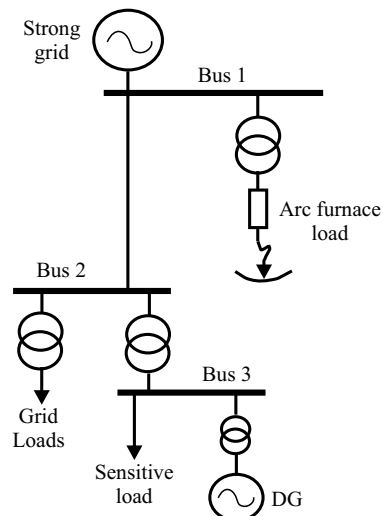 Strong
grid
Bus 1
Arc furnace
load
Bus 2
Bus 3
Grid
Loads
Sensitive
load
DG